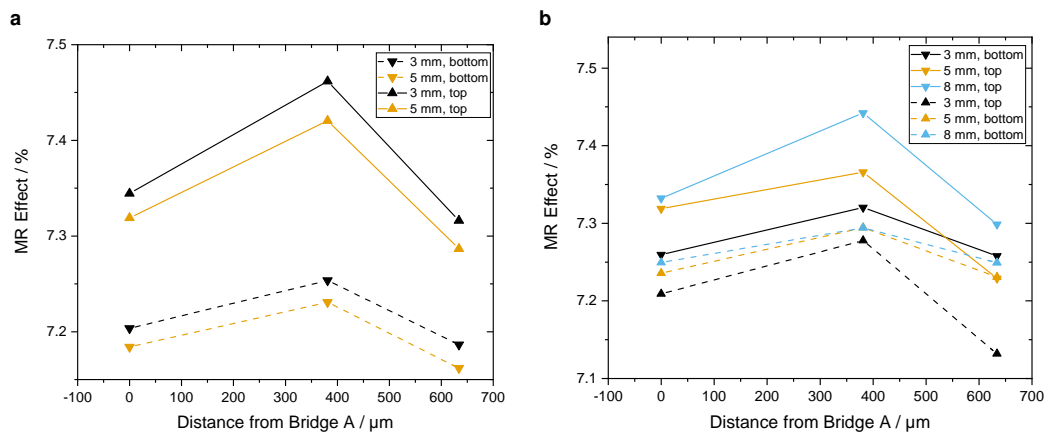 a
MR Effect / %
7.5
7.4
7.3
7.2
-100 0 100 200 300 400 500 600 700
Distance from Bridge A / µm
3 mm, bottom
5 mm, bottom
3 mm, top
5 mm, top
b
MR Effect / %
7.5
7.4
7.3
7.2
7.1
-100 0 100 200 300 400 500 600 700
Distance from Bridge A / µm
3 mm, bottom
5 mm, top
8 mm, top
3 mm, top
5 mm, bottom
8 mm, bottom